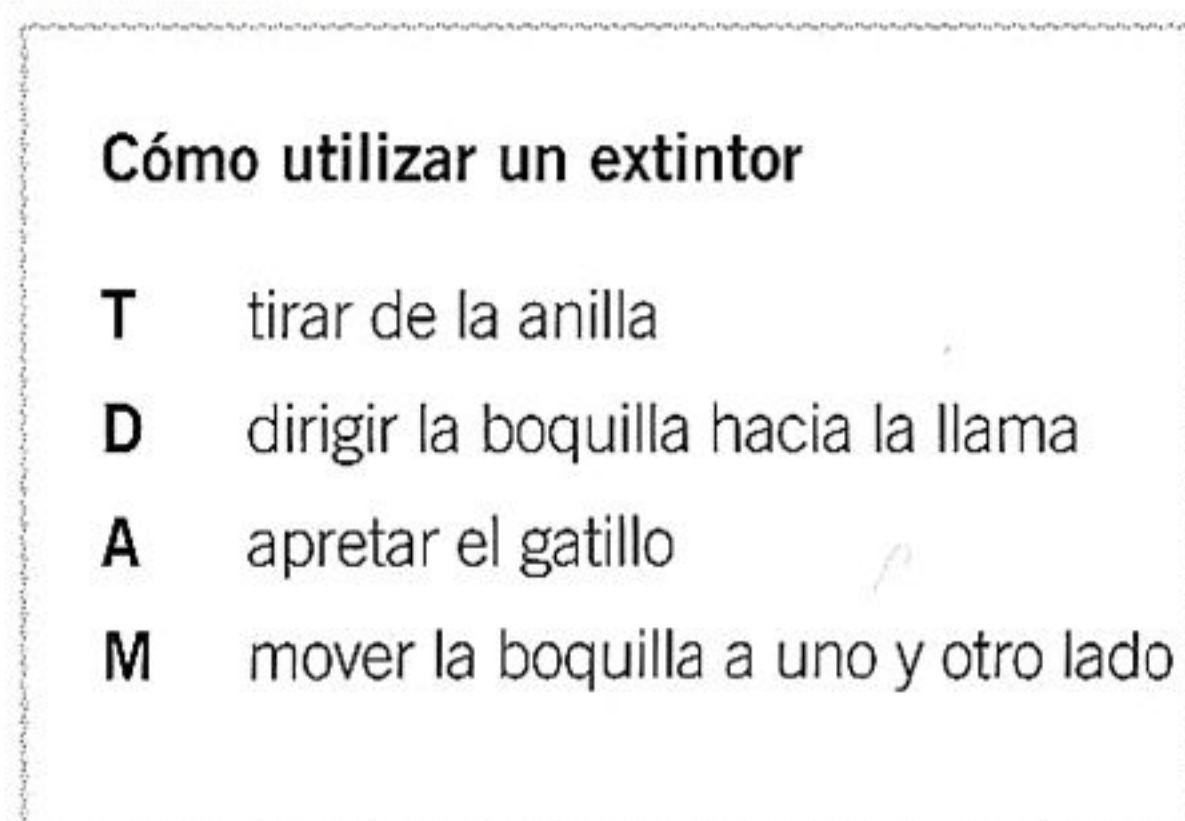 Cómo utilizar un extintor
T tirar de la anilla
D dirigir la boquilla hacia la llama
A apretar el gatillo
M mover la boquilla a uno y otro lado